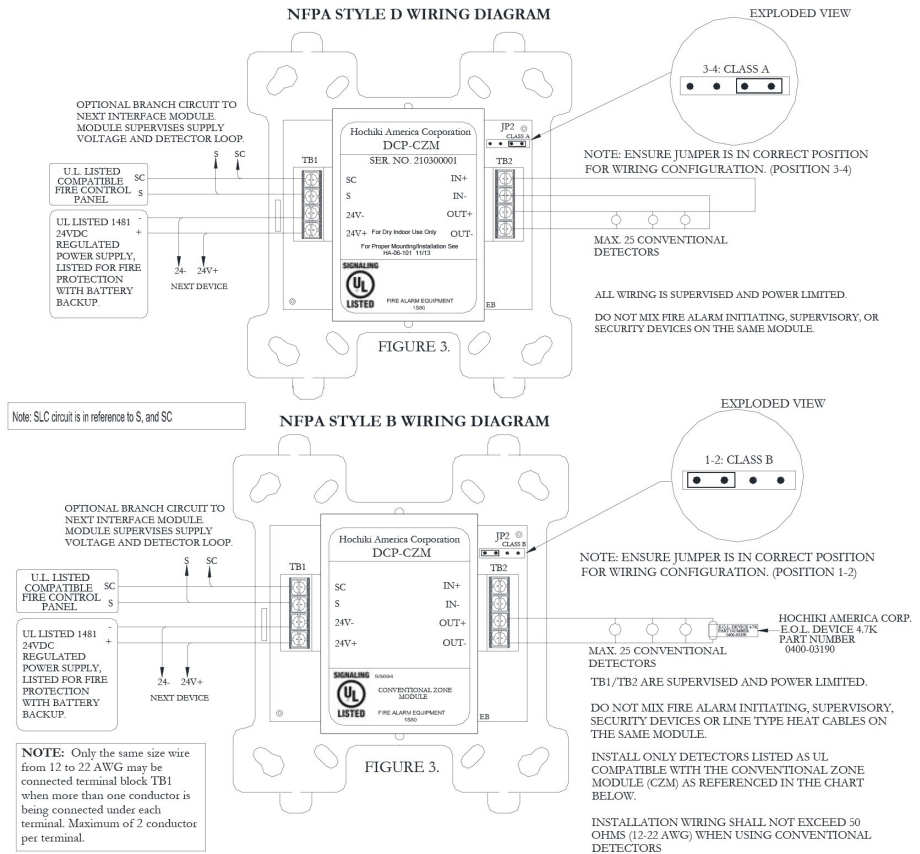 NFPA STYLE D WIRING DIAGRAM
EXPLODED VIEW
3-4: CLASS A
OPTIONAL BRANCH CIRCUIT TO
NEXT INTERFACE MODULE.
MODULE SUPERVISES SUPPLY
VOLTAGE AND DETECTOR LOOP.
S SC
U.L. LISTED
COMPATIBLE
FIRE CONTROL
PANEL
SC
S
UL LISTED 1481
24VDC
REGULATED
POWER SUPPLY,
LISTED FOR FIRE
PROTECTION
WITH BATTERY
BACKUP.
-
+
24- 24V+
NEXT DEVICE
TB1
Hochiki America Corporation
DCP-CZM
SER. NO. 210300001
SC IN+
S IN-
24V- OUT+
24V+ For Dry Indoor Use Only OUT-
For Proper Mounting/Installation See
HA-06-101 11/13
SIGNALING
UL
LISTED
FIRE ALARM EQUIPMENT
1S80
JP2
CLASS A
TB2
EB
NOTE: ENSURE JUMPER IS IN CORRECT POSITION
FOR WIRING CONFIGURATION. (POSITION 3-4)
MAX. 25 CONVENTIONAL
DETECTORS
ALL WIRING IS SUPERVISED AND POWER LIMITED.
DO NOT MIX FIRE ALARM INITIATING, SUPERVISORY, OR
SECURITY DEVICES ON THE SAME MODULE.
FIGURE 3.
Note: SLC circuit is in reference to S, and SC
NFPA STYLE B WIRING DIAGRAM
EXPLODED VIEW
1-2: CLASS B
OPTIONAL BRANCH CIRCUIT TO
NEXT INTERFACE MODULE.
MODULE SUPERVISES SUPPLY
VOLTAGE AND DETECTOR LOOP.
S SC
U.L. LISTED
COMPATIBLE
FIRE CONTROL
PANEL
SC
S
UL LISTED 1481
24VDC
REGULATED
POWER SUPPLY,
LISTED FOR FIRE
PROTECTION
WITH BATTERY
BACKUP.
-
+
24- 24V+
NEXT DEVICE
TB1
Hochiki America Corporation
DCP-CZM
SC IN+
S IN-
24V- OUT+
24V+ OUT-
SIGNALING S5694
UL
LISTED
CONVENTIONAL ZONE
MODULE
FIRE ALARM EQUIPMENT
1S80
JP2
CLASS B
TB2
EB
NOTE: ENSURE JUMPER IS IN CORRECT POSITION
FOR WIRING CONFIGURATION. (POSITION 1-2)
E.O.L. DEVICE 4.7K
PART NUMBER
0400-03190
HOCHIKI AMERICA CORP.
E.O.L. DEVICE 4.7K
PART NUMBER
0400-03190
MAX. 25 CONVENTIONAL
DETECTORS
TB1/TB2 ARE SUPERVISED AND POWER LIMITED.
DO NOT MIX FIRE ALARM INITIATING, SUPERVISORY,
SECURITY DEVICES OR LINE TYPE HEAT CABLES ON
THE SAME MODULE.
INSTALL ONLY DETECTORS LISTED AS UL
COMPATIBLE WITH THE CONVENTIONAL ZONE
MODULE (CZM) AS REFERENCED IN THE CHART
BELOW.
INSTALLATION WIRING SHALL NOT EXCEED 50
OHMS (12-22 AWG) WHEN USING CONVENTIONAL
DETECTORS
FIGURE 3.
NOTE: Only the same size wire
from 12 to 22 AWG may be
connected terminal block TB1
when more than one conductor is
being connected under each
terminal. Maximum of 2 conductor
per terminal.